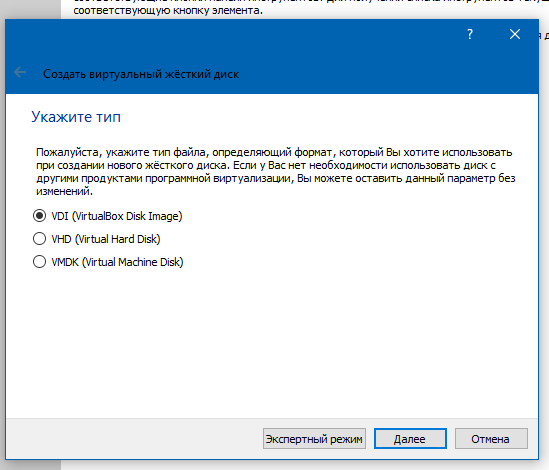 соответствующую кнопку элемента.
?
Создать виртуальный жёсткий диск
Укажите тип
Пожалуйста, укажите тип файла, определяющий формат, который Вы хотите использовать
при создании нового жёсткого диска. Если у Вас нет необходимости использовать диск с
другими продуктами программной виртуализации, Вы можете оставить данный параметр без
изменений.
VDI (VirtualBox Disk Image)
VHD (Virtual Hard Disk)
VMDK (Virtual Machine Disk)
Экспертный режим
Далее
Отмена